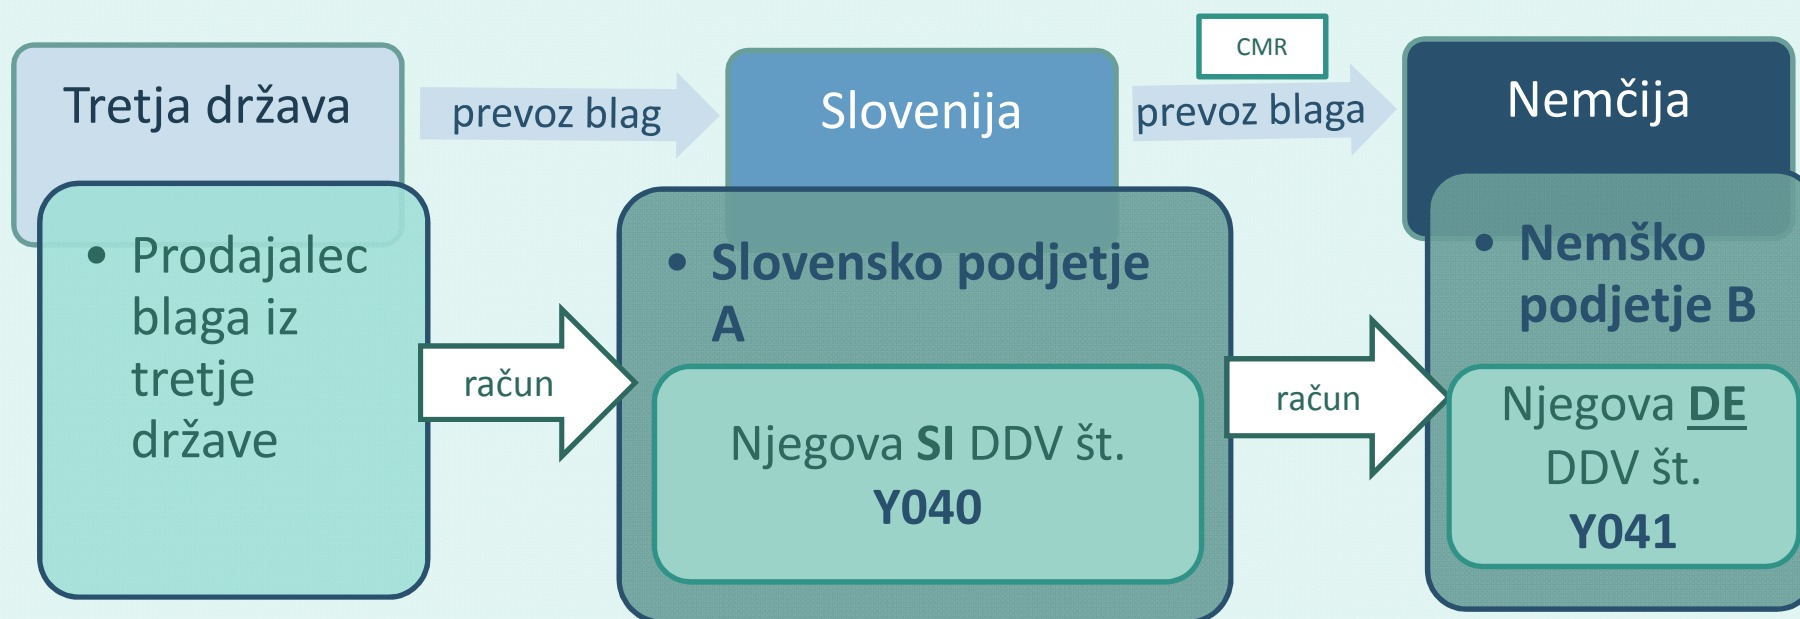 Tretja država
prevoz blag
Slovenija
CMR
prevoz blaga
Nemčija
• Prodajalec
blaga iz
tretje
države
račun
• Slovensko podjetje
A
Njegova SI DDV št.
Y040
račun
• Nemško
podjetje B
Njegova DE
DDV št.
Y041